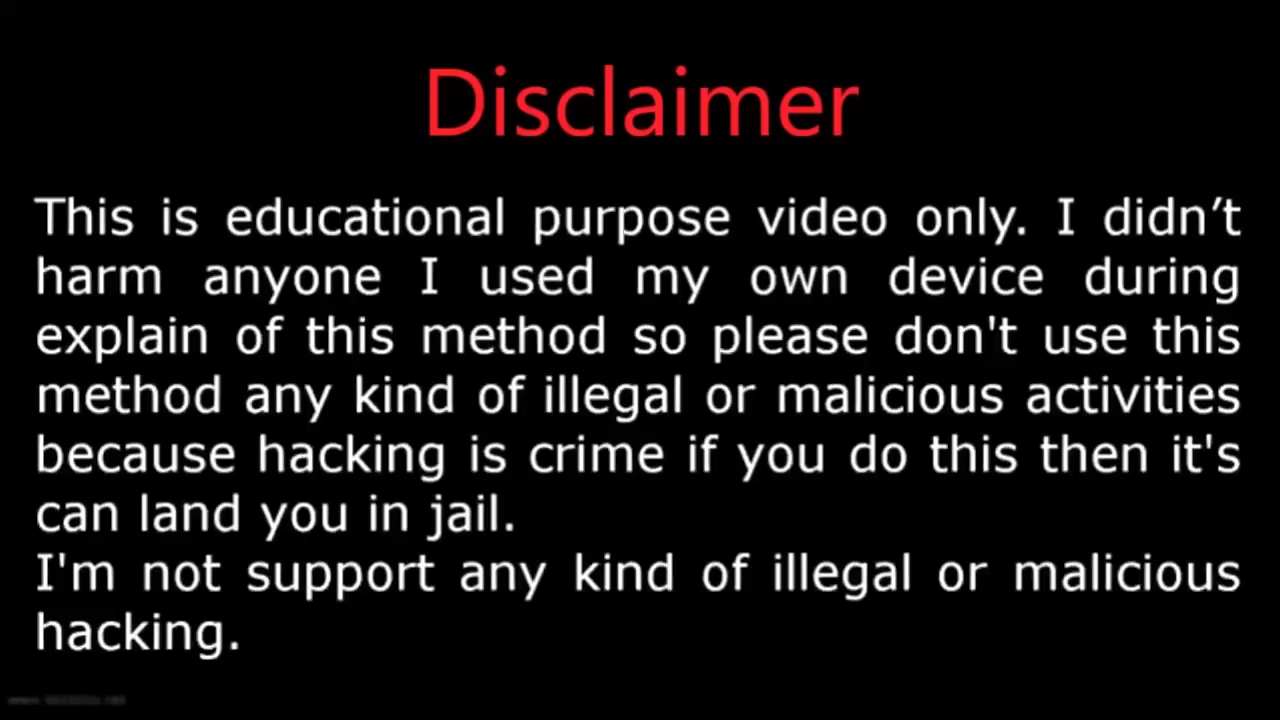 Disclaimer
This is educational purpose video only. I didn’t
harm anyone I used my own device during
explain of this method so please don't use this
method any kind of illegal or malicious activities
because hacking is crime if you do this then it's
can land you in jail.
I'm not support any kind of illegal or malicious
hacking.